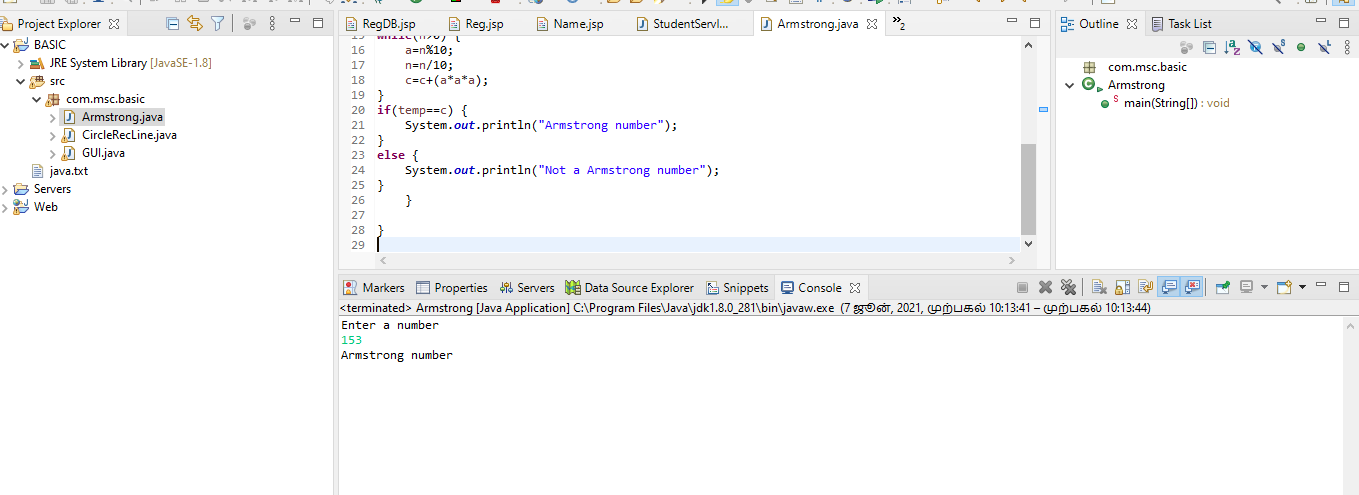 Project Explorer
BASIC
JRE System Library [JavaSE-1.8]
src
com.msc.basic
Armstrong.java
CircleRecLine.java
GUI.java
java.txt
Servers
Web
RegDB.jsp
Reg.jsp
Name.jsp
StudentServl...
Armstrong.java
»2
15 while(n>0) {
16 a=n%10;
17 n=n/10;
18 c=c+(a*a*a);
19 }
20 if(temp==c) {
21 System.out.println("Armstrong number");
22 }
23 else {
24 System.out.println("Not a Armstrong number");
25 }
26 }
27
28 }
29
Outline
Task List
com.msc.basic
Armstrong
main(String[]) : void
Markers
Properties
Servers
Data Source Explorer
Snippets
Console
<terminated> Armstrong [Java Application] C:\Program Files\Java\jdk1.8.0_281\bin\javaw.exe (7 ஜூன், 2021, முற்பகல் 10:13:41 – முற்பகல் 10:13:44)
Enter a number
153
Armstrong number